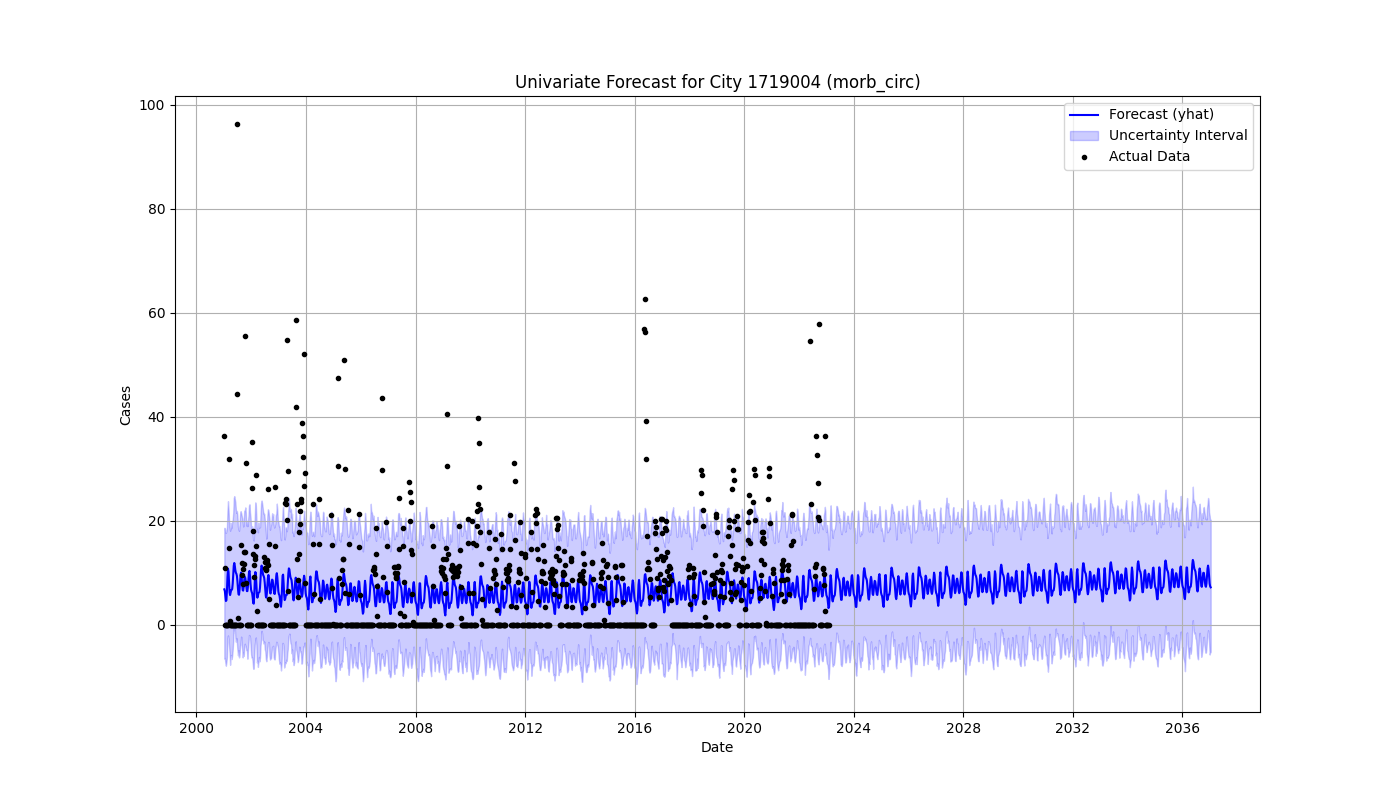 Univariate Forecast for City 1719004 (morb_circ)
Forecast (yhat)
Uncertainty Interval
Actual Data
100
80
60
40
20
0
Cases
2000 2004 2008 2012 2016 2020 2024 2028 2032 2036
Date